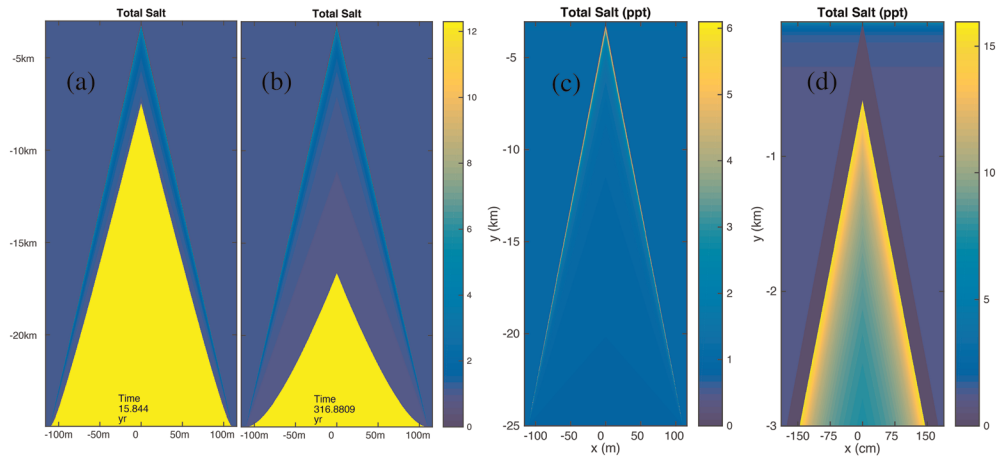 Total Salt
Total Salt
Total Salt (ppt)
Total Salt (ppt)
(a)
(b)
(c)
(d)
-5km
-10km
-15km
-20km
-100m
-50m
0
50m
100m
Time
15.844
yr
-100m
-50m
0
50m
100m
Time
316.8809
yr
12
10
8
6
4
2
0
y (km)
-5
-10
-15
-20
-25
-100
-50
0
50
100
x (m)
6
5
4
3
2
1
0
y (km)
-1
-2
-3
-150
-75
0
75
150
x (cm)
15
10
5
0